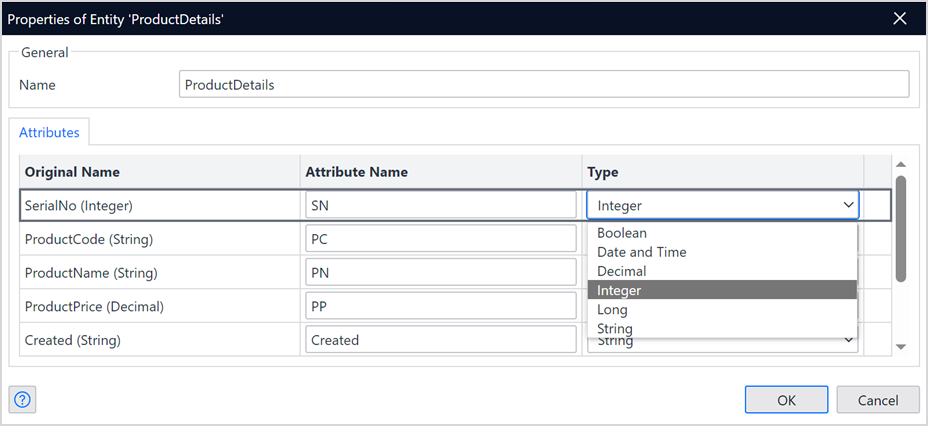 Properties of Entity 'ProductDetails'
General
Name ProductDetails
Attributes
Original Name Attribute Name Type
SerialNo (Integer) SN Integer
ProductCode (String) PC
Boolean
Date and Time
ProductName (String) PN
Decimal
Integer
ProductPrice (Decimal) PP
Long
String
Created (String) Created String
? OK Cancel